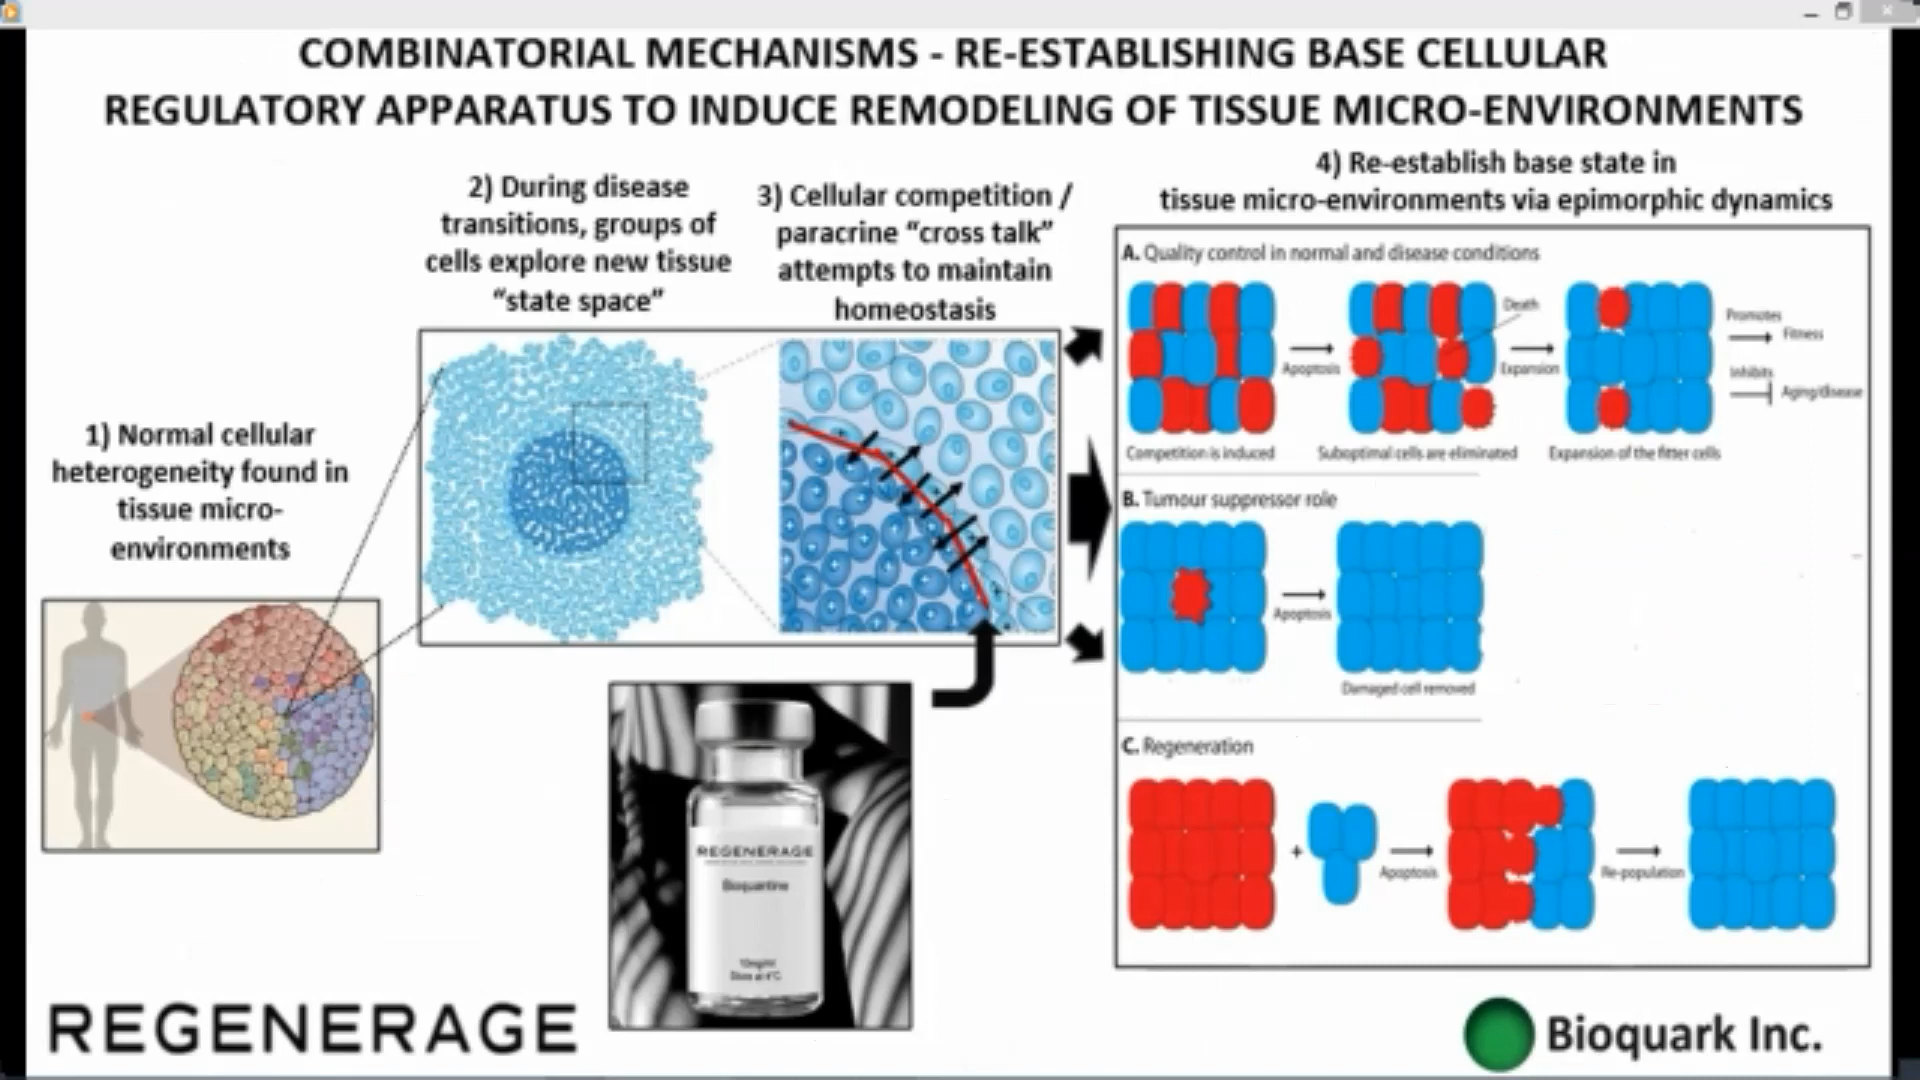 COMBINATORIAL MECHANISMS - RE-ESTABLISHING BASE CELLULAR
REGULATORY APPARATUS TO INDUCE REMODELING OF TISSUE MICRO-ENVIRONMENTS
1) Normal cellular
heterogeneity found in
tissue micro-
environments
2) During disease
transitions, groups of
cells explore new tissue
“state space”
3) Cellular competition /
paracrine “cross talk”
attempts to maintain
homeostasis
4) Re-establish base state in
tissue micro-environments via epimorphic dynamics
A. Quality control in normal and disease conditions
Apoptosis
Death
Expansion
Promotes
Fitness
Inhibits
Aging/disease
Competition is induced
Suboptimal cells are eliminated
Expansion of the fitter cells
B. Tumour suppressor role
Apoptosis
Damaged cell removed
C. Regeneration
+
Apoptosis
Re-population
REGENERAGE
Bioquantine
10mg/ml
Store at 4°C
REGENERAGE
Bioquark Inc.